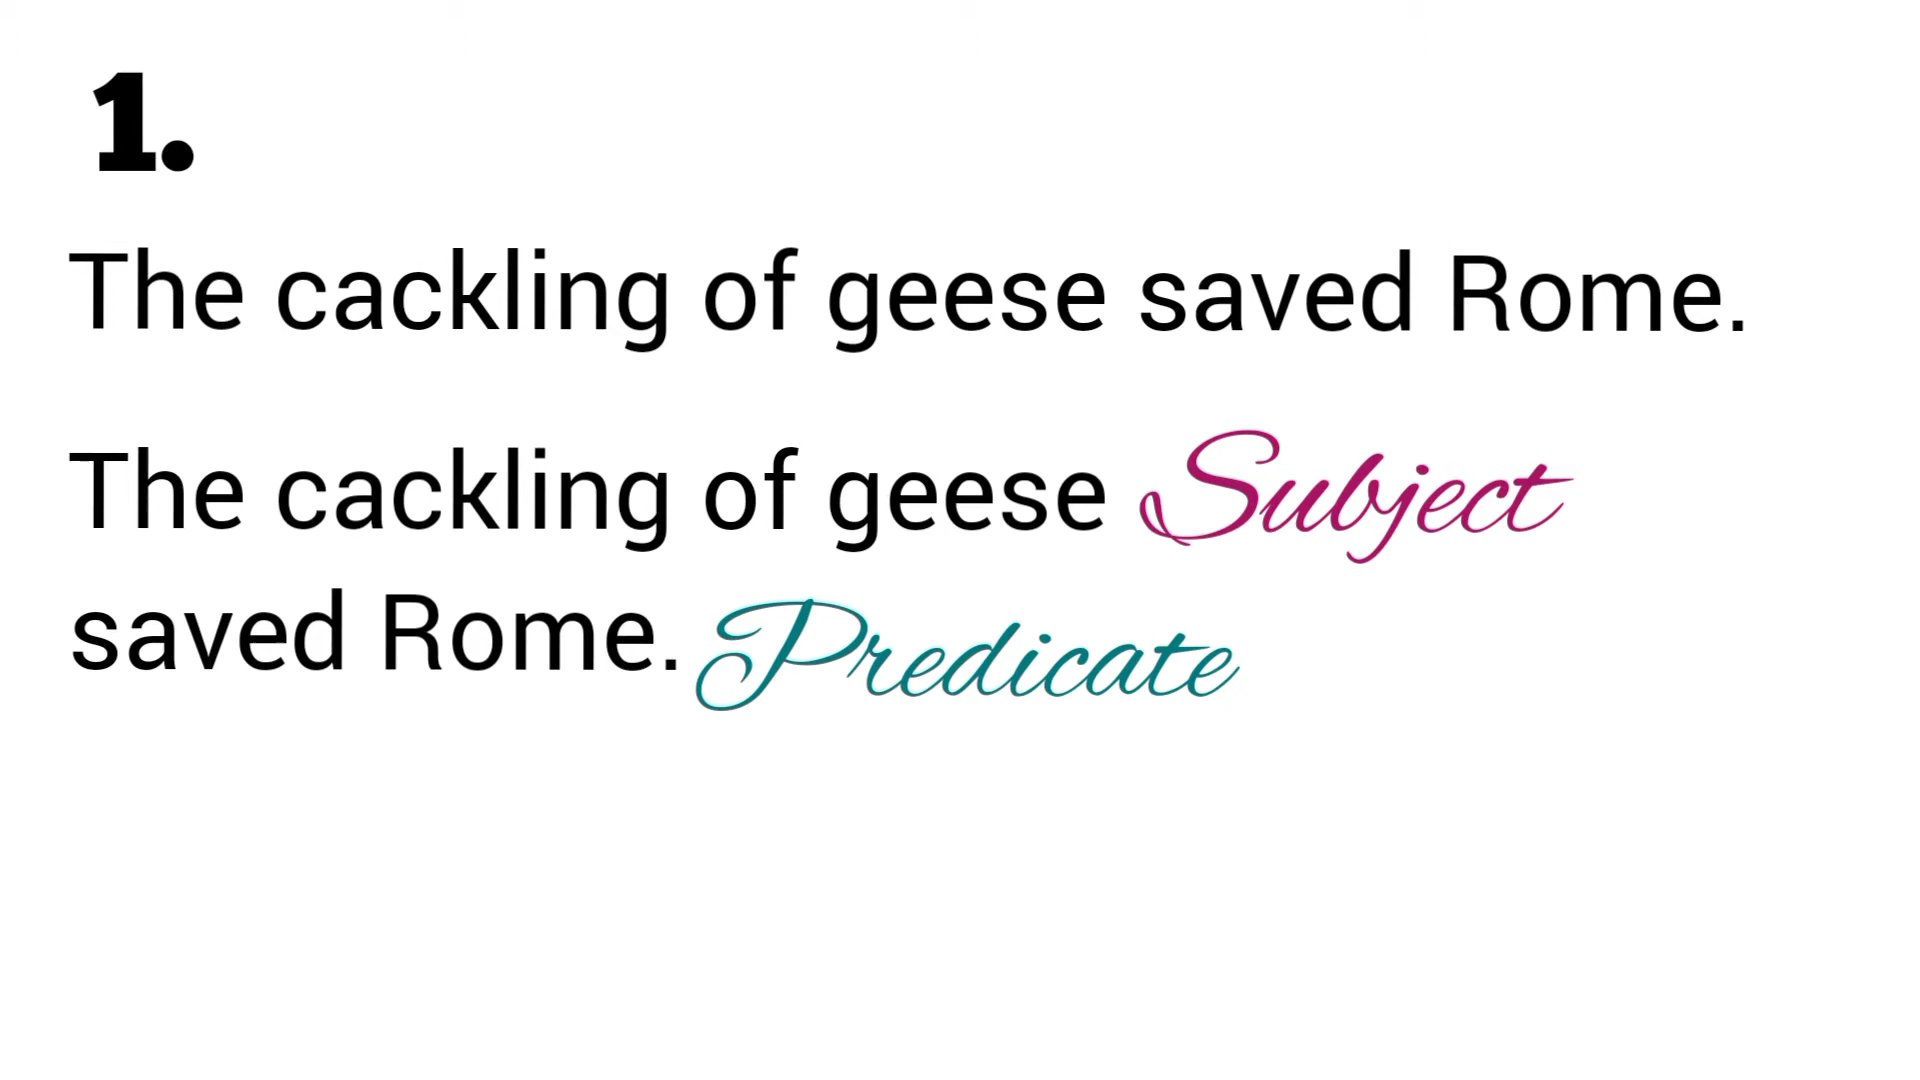 1.
The cackling of geese saved Rome.
The cackling of geese Subject
saved Rome. Predicate